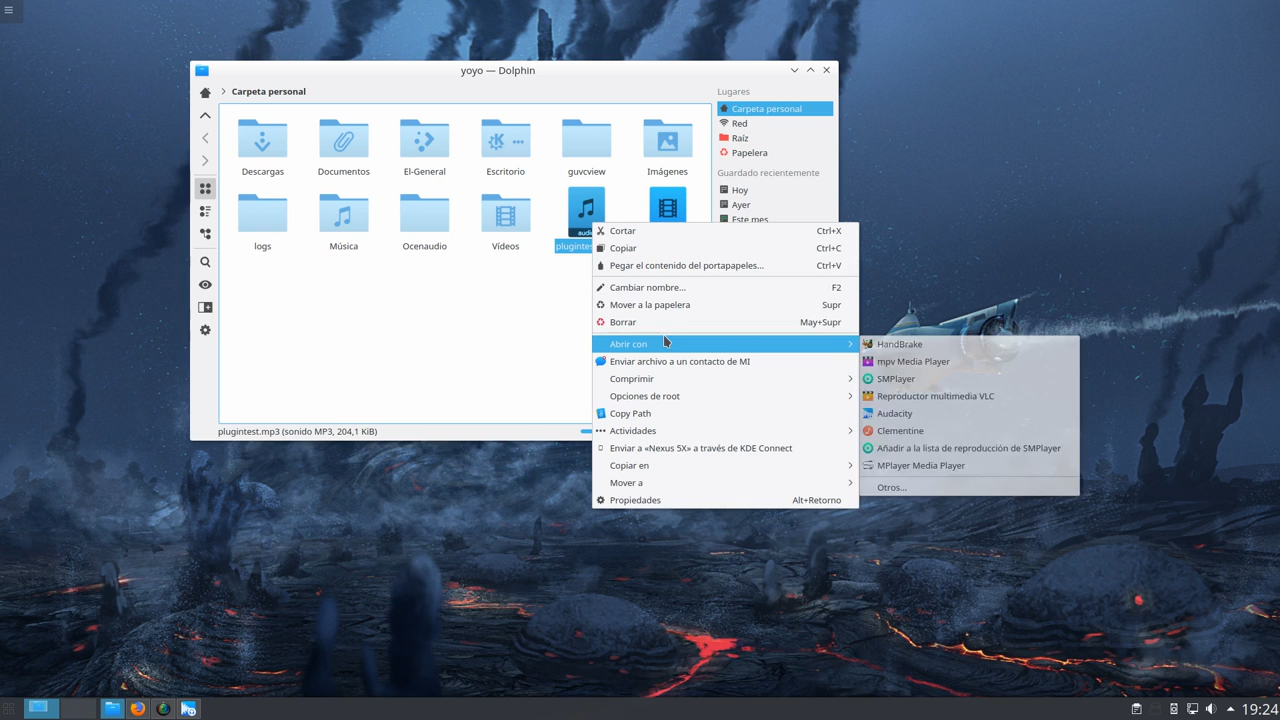 yoyo — Dolphin
Carpeta personal
Descargas
Documentos
El-General
Escritorio
guvcview
Imágenes
logs
Música
Ocenaudio
Vídeos
audio
plugintest.mp3 (sonido MP3, 204,1 KiB)
Lugares
Carpeta personal
Red
Raíz
Papelera
Guardado recientemente
Hoy
Ayer
Este mes
Cortar Ctrl+X
Copiar Ctrl+C
Pegar el contenido del portapapeles... Ctrl+V
Cambiar nombre... F2
Mover a la papelera Supr
Borrar May+Supr
Abrir con
Enviar archivo a un contacto de MI
Comprimir
Opciones de root
Copy Path
Actividades
Enviar a «Nexus 5X» a través de KDE Connect
Copiar en
Mover a
Propiedades Alt+Retorno
HandBrake
mpv Media Player
SMPlayer
Reproductor multimedia VLC
Audacity
Clementine
Añadir a la lista de reproducción de SMPlayer
MPlayer Media Player
Otros...
19:24